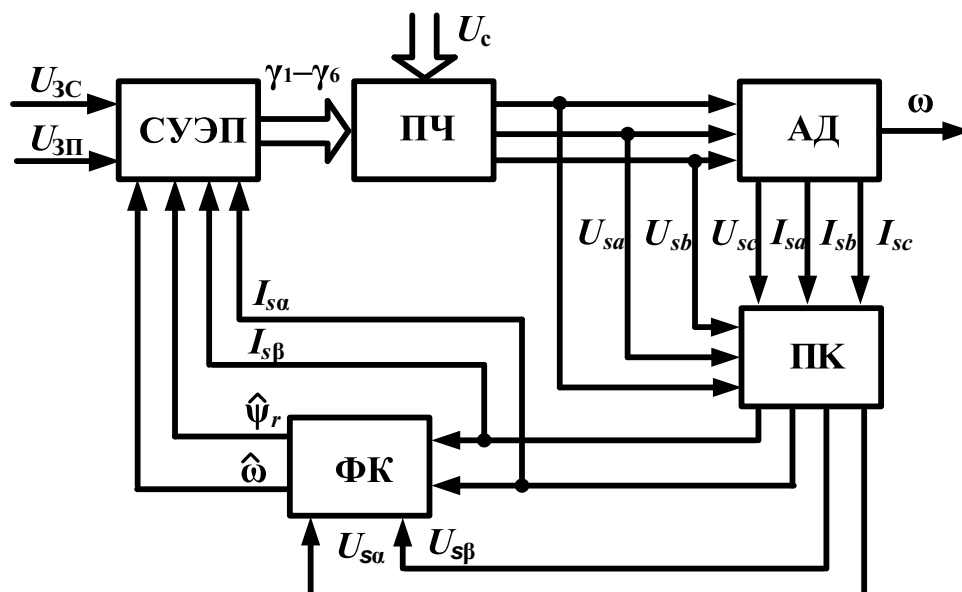 U_c
U_ЗС
γ₁–γ₆
U_ЗП
СУЭП
ПЧ
АД
ω
U_sa U_sb U_sc I_sa I_sb I_sc
I_sα
I_sβ
ПК
ψ̂_r
ω̂
ФК
U_sα U_sβ